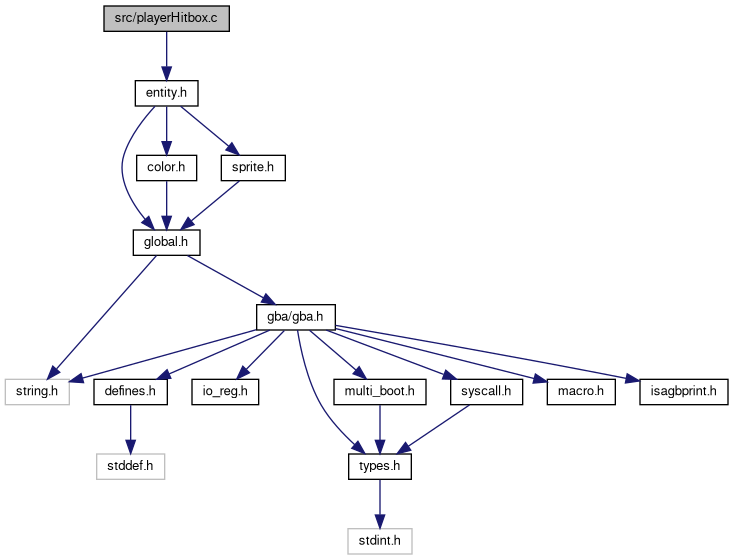 src/playerHitbox.c
entity.h
color.h
sprite.h
global.h
gba/gba.h
string.h
defines.h
io_reg.h
multi_boot.h
syscall.h
macro.h
isagbprint.h
stddef.h
types.h
stdint.h